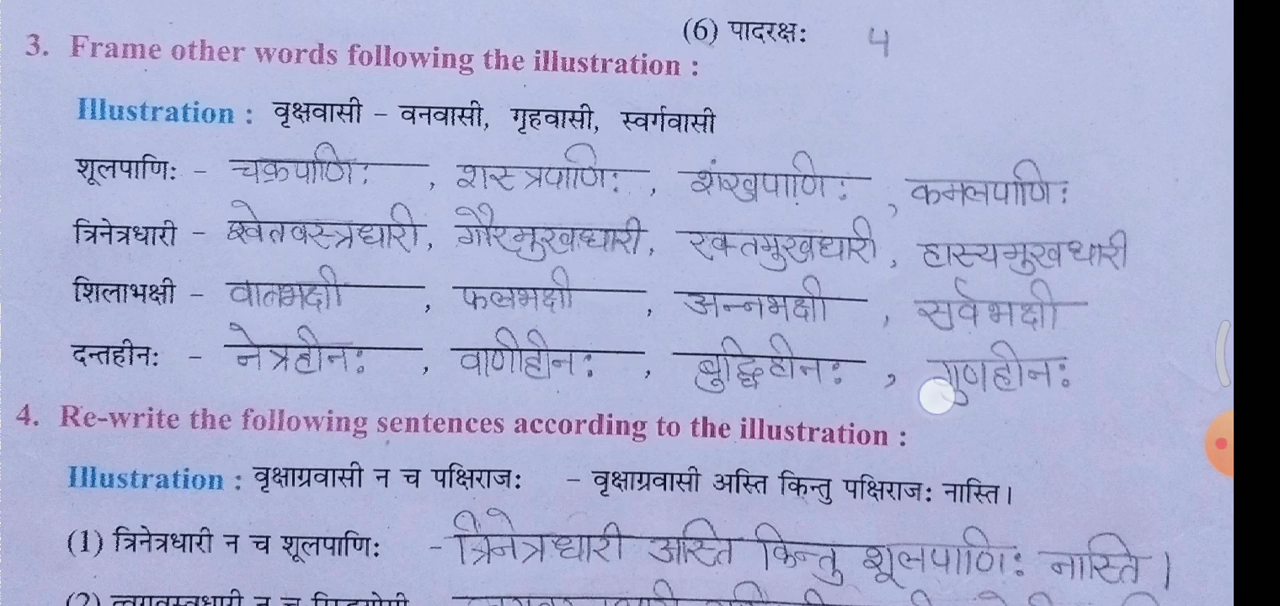 (6) पादरक्षः 4
3. Frame other words following the illustration :
Illustration : वृक्षवासी - वनवासी, गृहवासी, स्वर्गवासी
शूलपाणिः - चक्रपाणिः, शस्त्रपाणिः, शंखपाणिः, कमलपाणिः
त्रिनेत्रधारी - श्वेतवस्त्रधारी, गौरमुखधारी, रक्तमुखधारी, हास्यमुखधारी
शिलाभक्षी - वातभक्षी, फलभक्षी, अन्नभक्षी, सर्वभक्षी
दन्तहीनः - नेत्रहीनः, वाणीहीनः, बुद्धिहीनः, गुणहीनः
4. Re-write the following sentences according to the illustration :
Illustration : वृक्षाग्रवासी न च पक्षिराजः - वृक्षाग्रवासी अस्ति किन्तु पक्षिराजः नास्ति।
(1) त्रिनेत्रधारी न च शूलपाणिः - त्रिनेत्रधारी अस्ति किन्तु शूलपाणिः नास्ति।
(2)